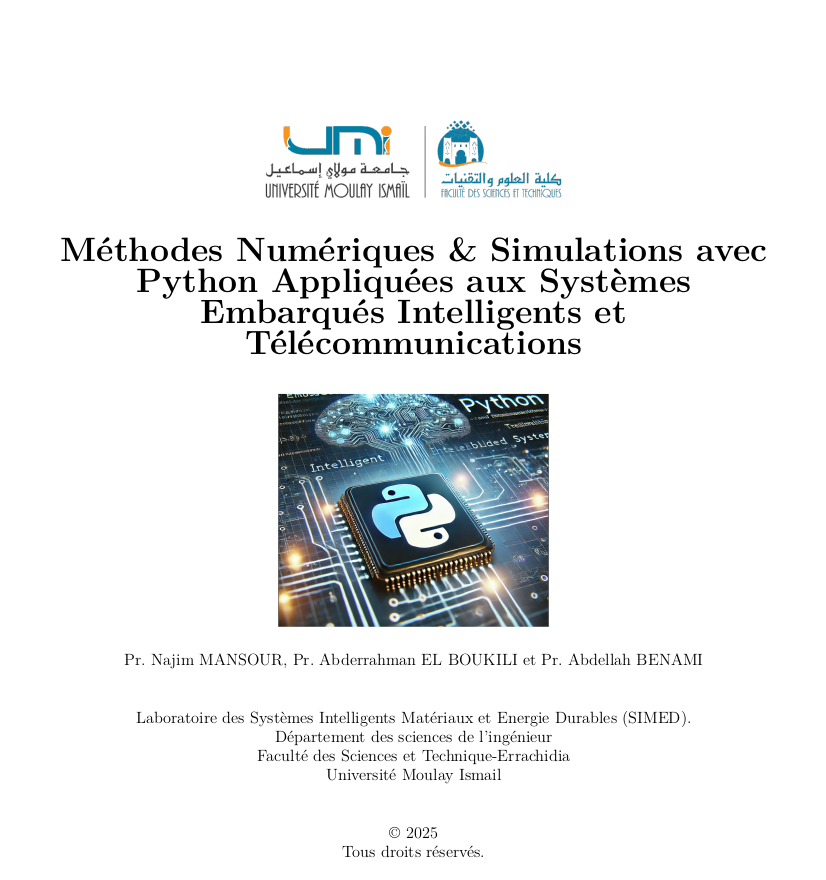 umi
جامعة مولاي إسماعيل
UNIVERSITÉ MOULAY ISMAÏL
كلية العلوم والتقنيات
FACULTÉ DES SCIENCES ET TECHNIQUES
Méthodes Numériques & Simulations avec
Python Appliquées aux Systèmes
Embarqués Intelligents et
Télécommunications
Python
Intelligent
Pr. Najim MANSOUR, Pr. Abderrahman EL BOUKILI et Pr. Abdellah BENAMI
Laboratoire des Systèmes Intelligents Matériaux et Energie Durables (SIMED).
Département des sciences de l'ingénieur
Faculté des Sciences et Technique-Errachidia
Université Moulay Ismail
© 2025
Tous droits réservés.